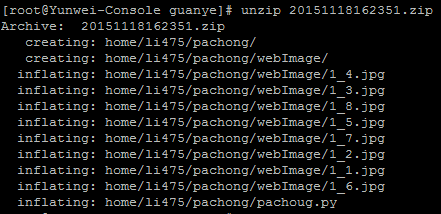 [root@Yunwei-Console guanye]# unzip 20151118162351.zip
Archive:  20151118162351.zip
   creating: home/li475/pachong/
   creating: home/li475/pachong/webImage/
  inflating: home/li475/pachong/webImage/1_4.jpg
  inflating: home/li475/pachong/webImage/1_3.jpg
  inflating: home/li475/pachong/webImage/1_8.jpg
  inflating: home/li475/pachong/webImage/1_5.jpg
  inflating: home/li475/pachong/webImage/1_7.jpg
  inflating: home/li475/pachong/webImage/1_2.jpg
  inflating: home/li475/pachong/webImage/1_1.jpg
  inflating: home/li475/pachong/webImage/1_6.jpg
  inflating: home/li475/pachong/pachoug.py